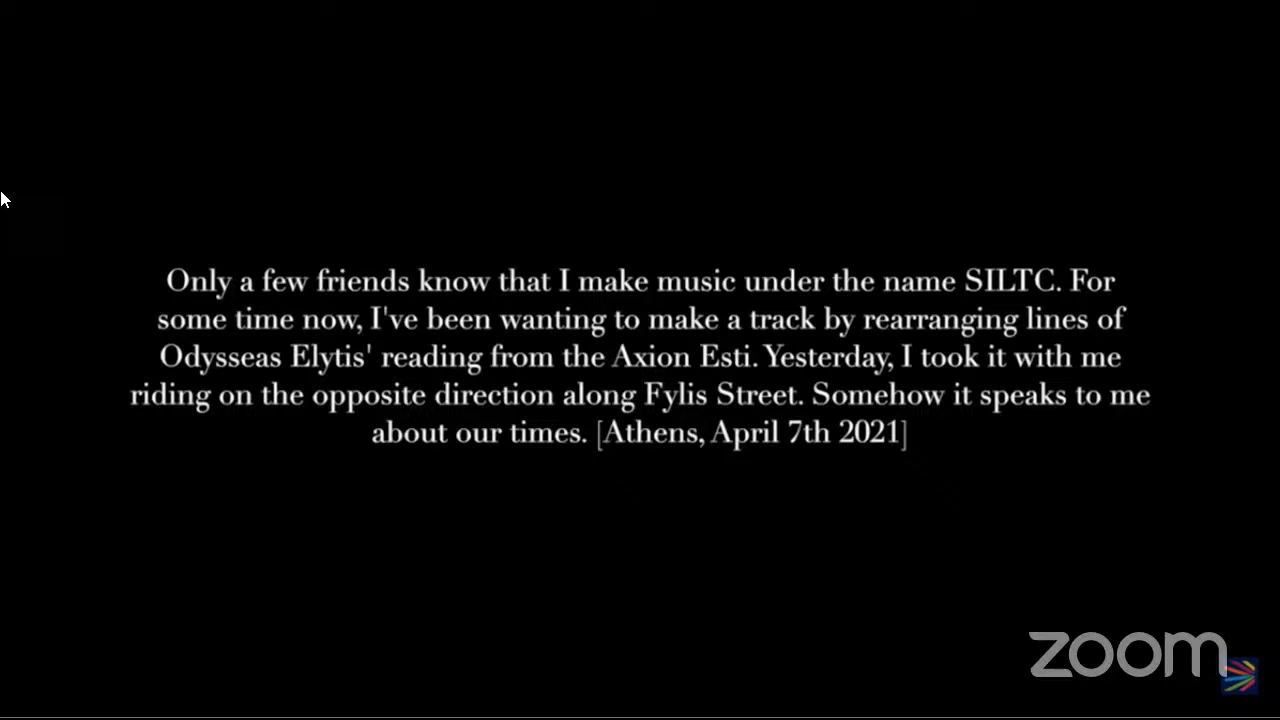 Only a few friends know that I make music under the name SILTC. For
some time now, I've been wanting to make a track by rearranging lines of
Odysseas Elytis' reading from the Axion Esti. Yesterday, I took it with me
riding on the opposite direction along Fylis Street. Somehow it speaks to me
about our times. [Athens, April 7th 2021]
zoom